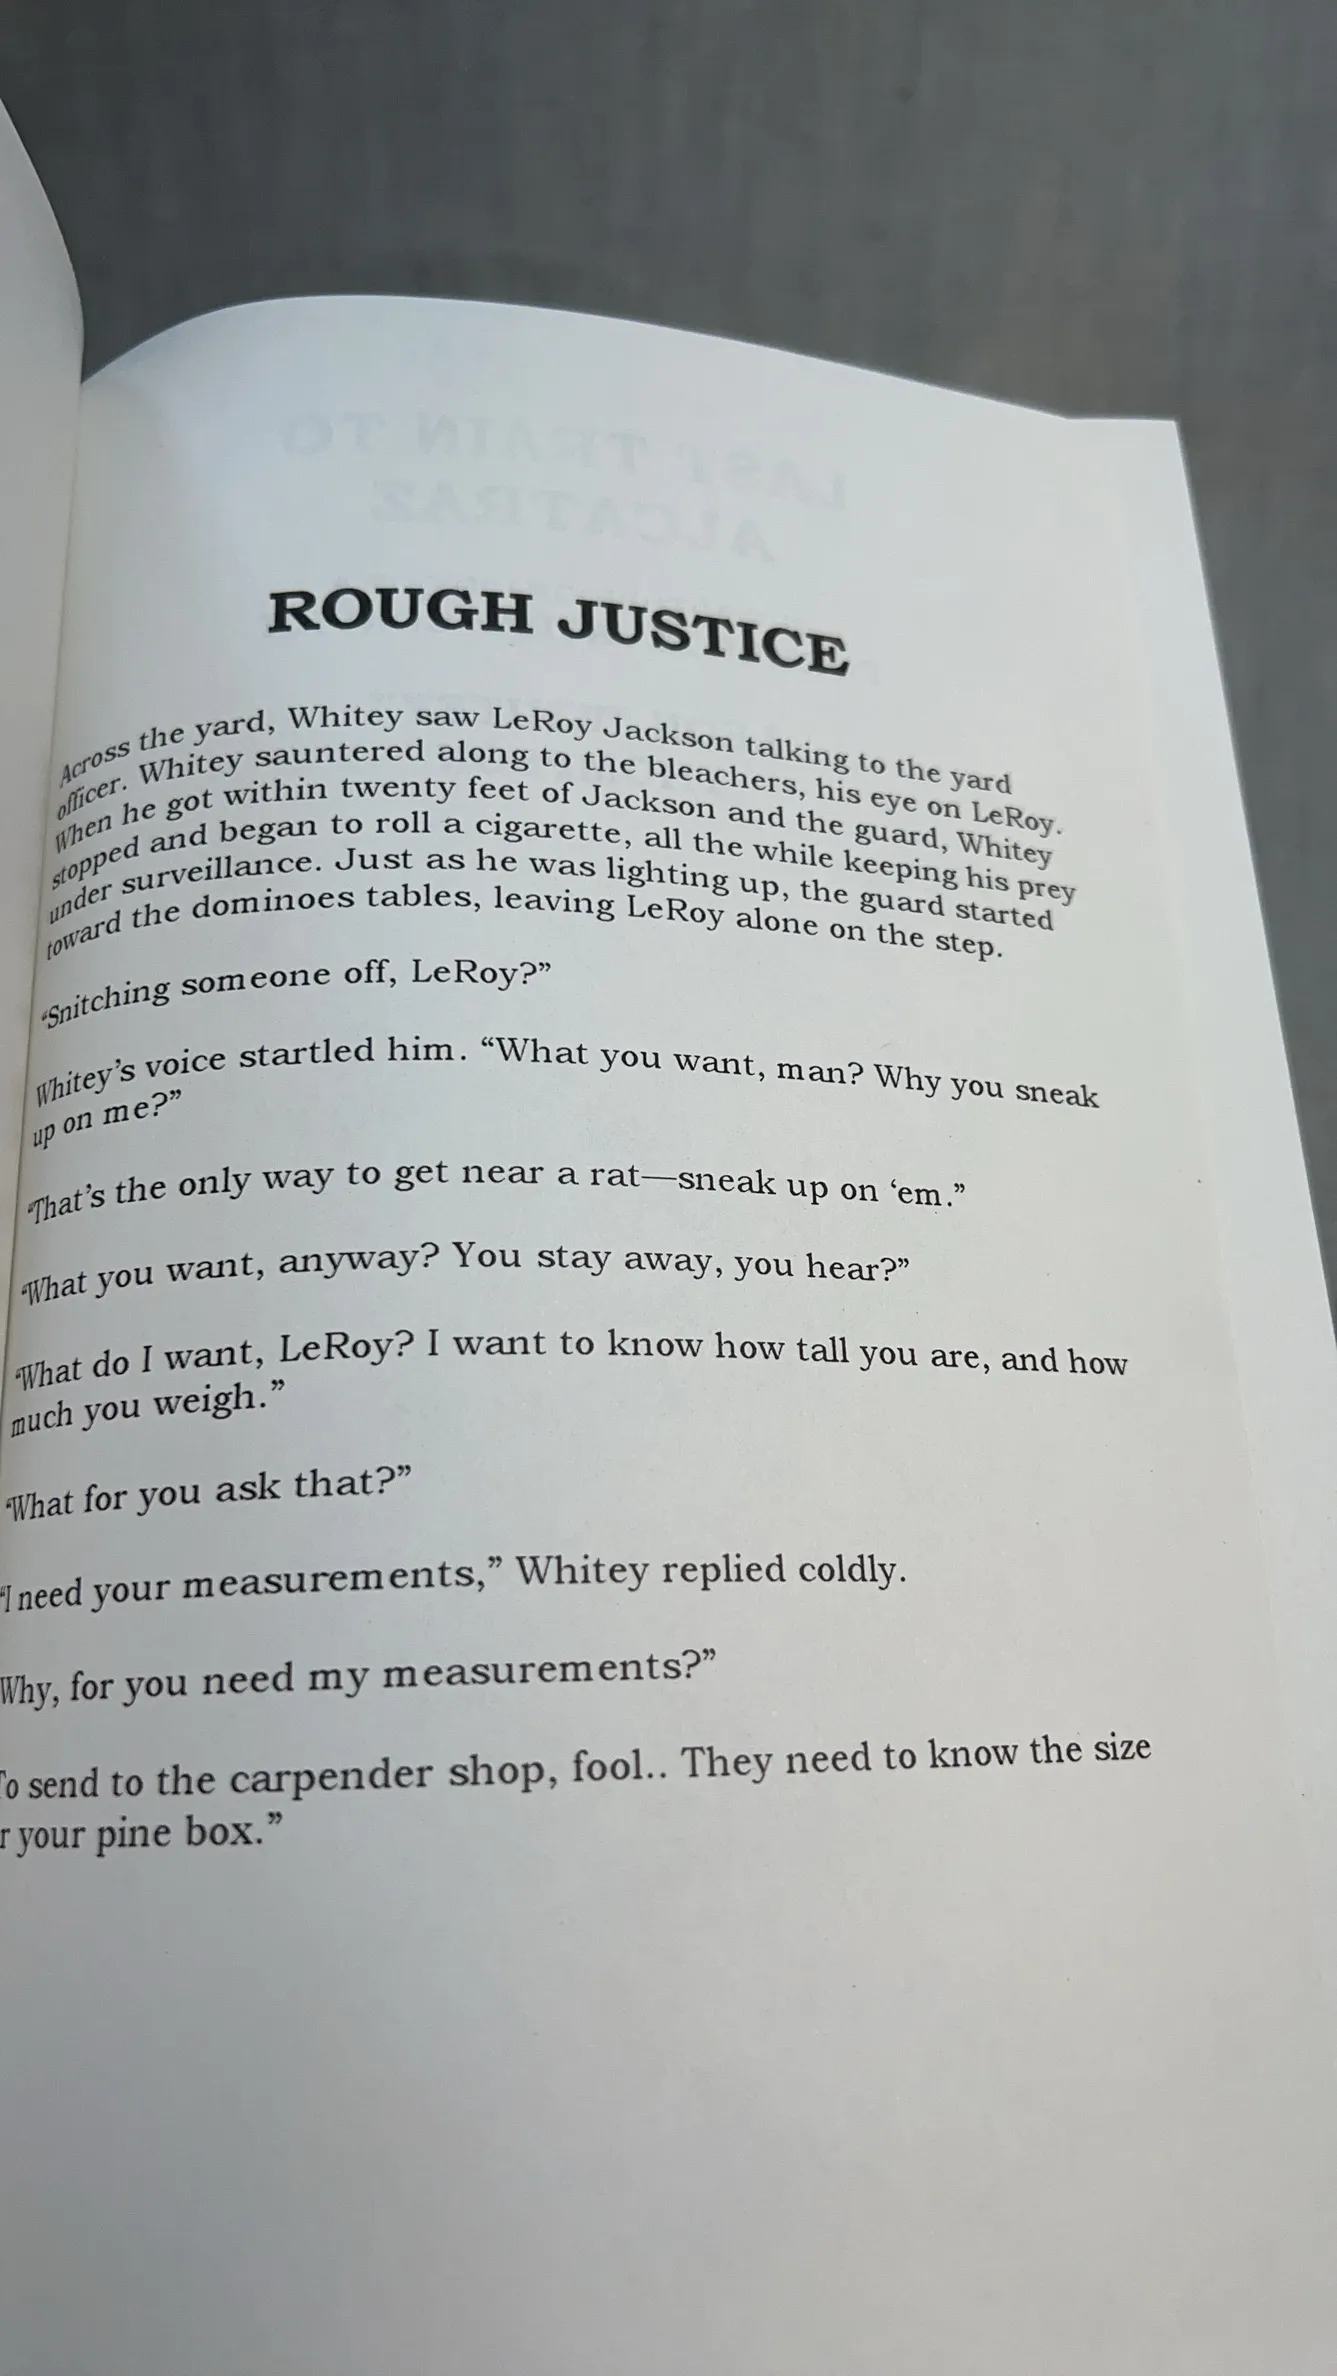 LAST TRAIN TO
ALCATRAZ
ROUGH JUSTICE
Across the yard, Whitey saw LeRoy Jackson talking to the yard
officer. Whitey sauntered along to the bleachers, his eye on LeRoy.
When he got within twenty feet of Jackson and the guard, Whitey
stopped and began to roll a cigarette, all the while keeping his prey
under surveillance. Just as he was lighting up, the guard started
toward the dominoes tables, leaving LeRoy alone on the step.
“Snitching someone off, LeRoy?”
Whitey’s voice startled him. “What you want, man? Why you sneak
up on me?”
“That’s the only way to get near a rat—sneak up on ‘em.”
“What you want, anyway? You stay away, you hear?”
“What do I want, LeRoy? I want to know how tall you are, and how
much you weigh.”
“What for you ask that?”
“I need your measurements,” Whitey replied coldly.
Why, for you need my measurements?”
To send to the carpender shop, fool.. They need to know the size
r your pine box.”